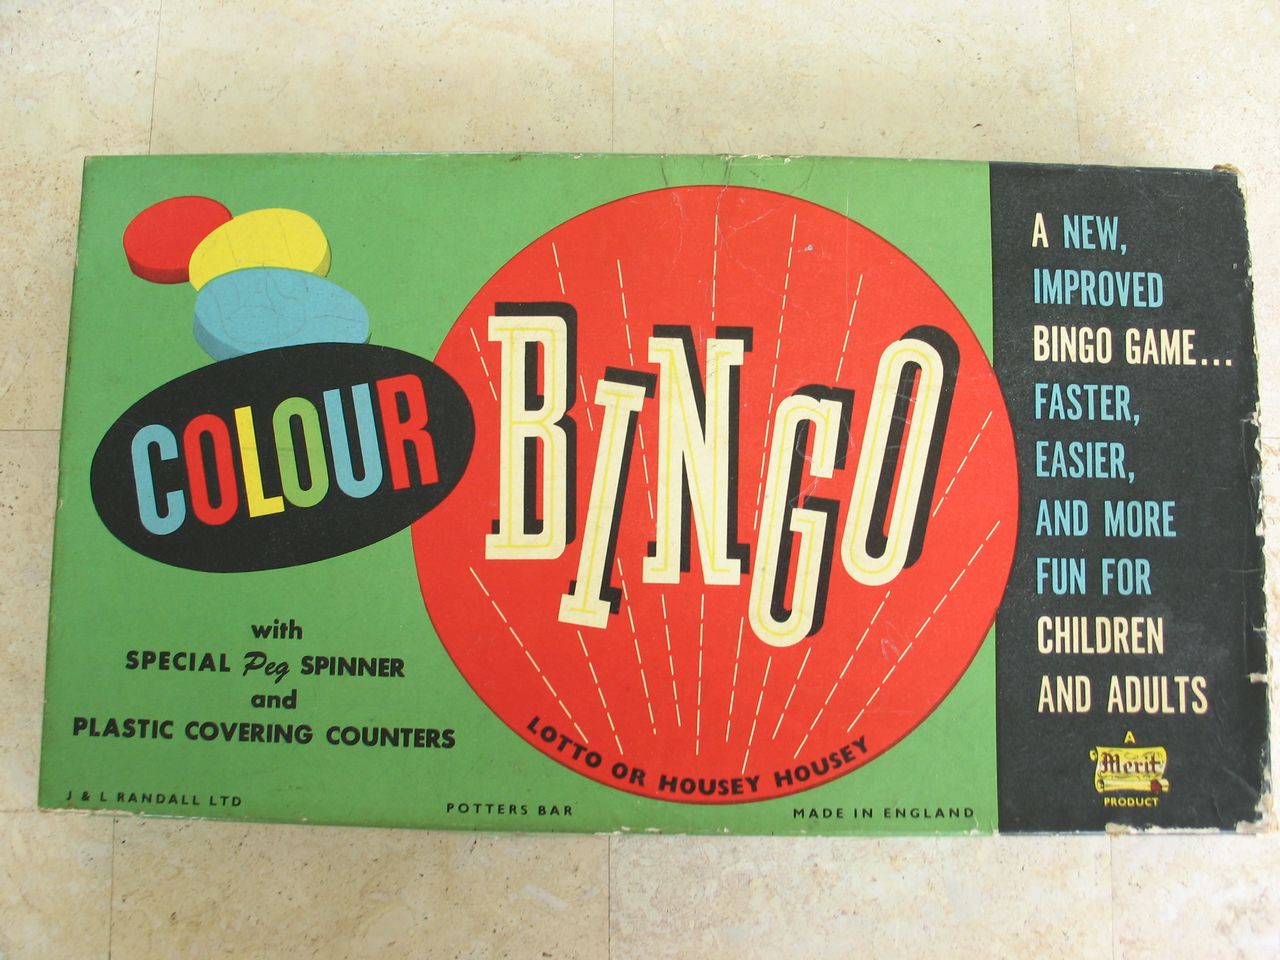 COLOUR
BINGO
with
SPECIAL Peg SPINNER
and
PLASTIC COVERING COUNTERS
LOTTO OR HOUSEY HOUSEY
J & L RANDALL LTD
POTTERS BAR
MADE IN ENGLAND
A NEW,
IMPROVED
BINGO GAME...
FASTER,
EASIER,
AND MORE
FUN FOR
CHILDREN
AND ADULTS
A
Merit
PRODUCT